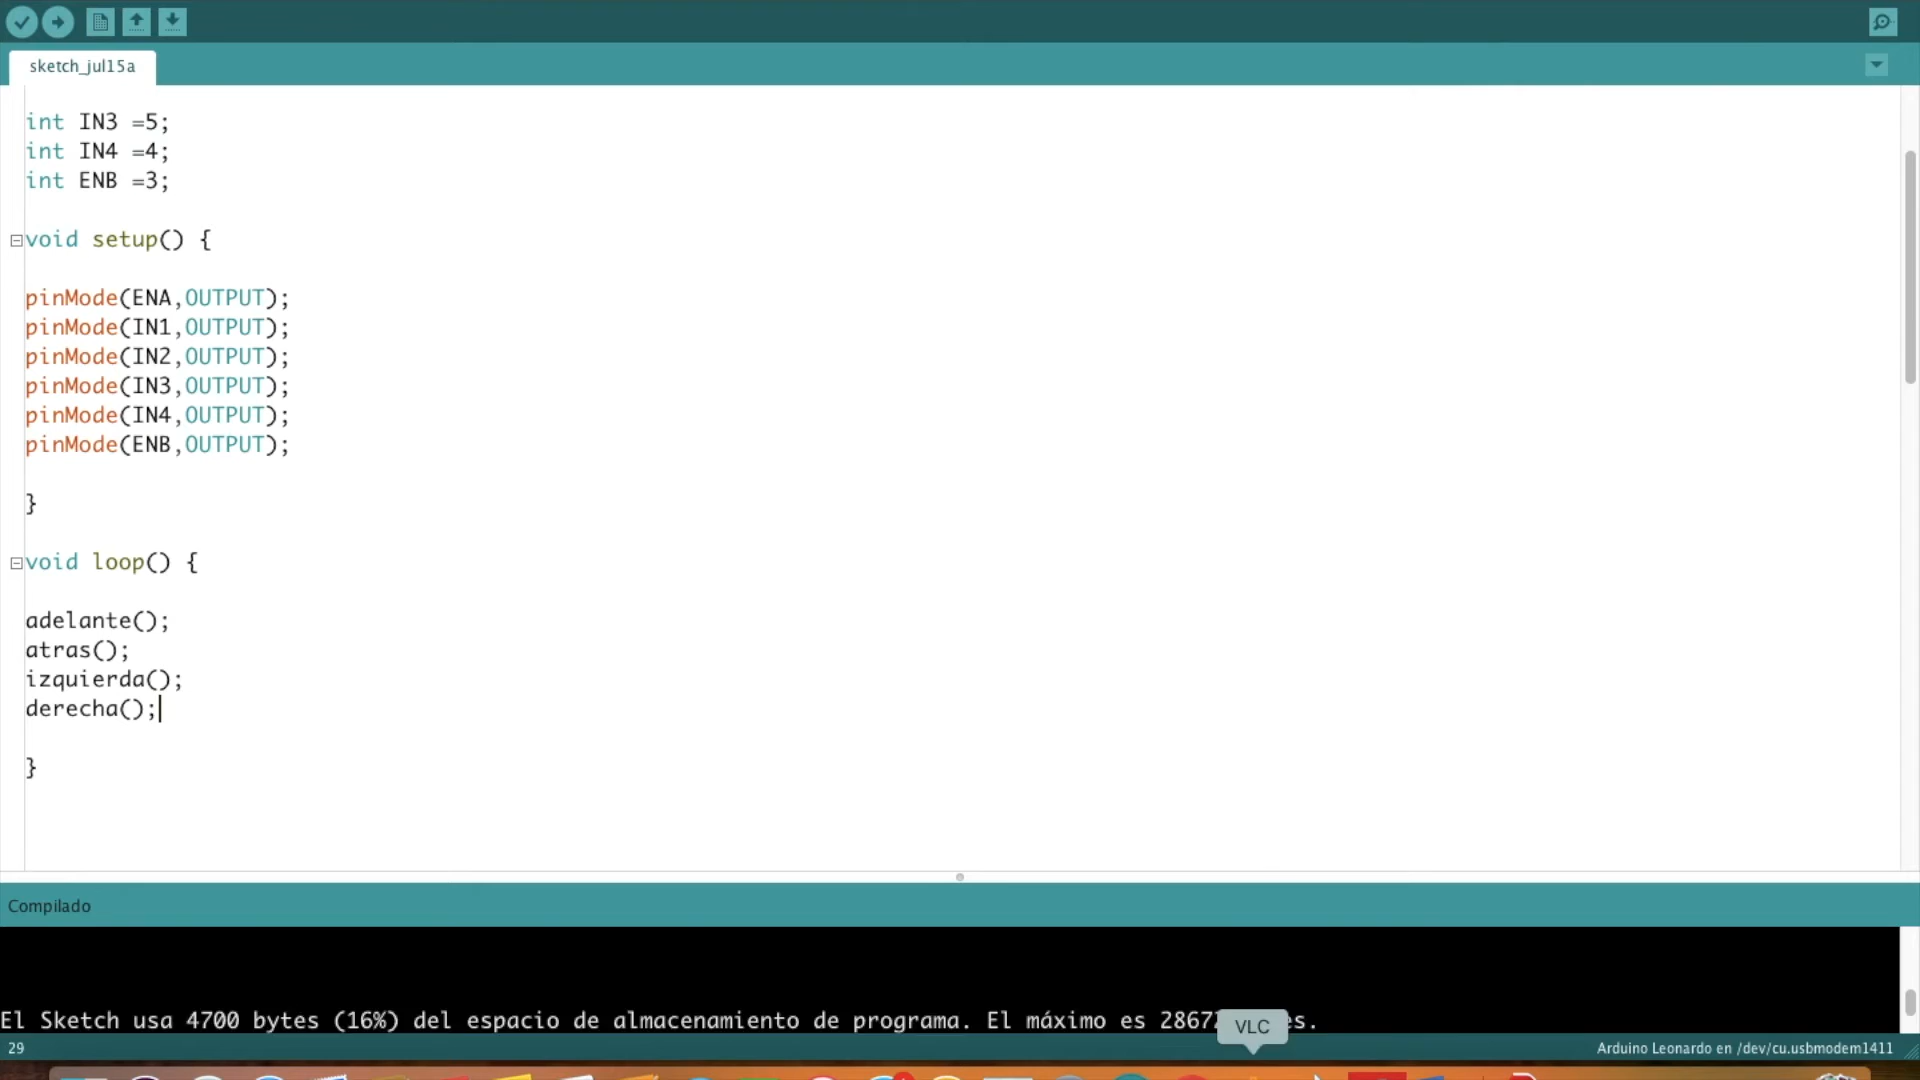 sketch_jul15a
int IN3 =5;
int IN4 =4;
int ENB =3;
void setup() {
pinMode(ENA,OUTPUT);
pinMode(IN1,OUTPUT);
pinMode(IN2,OUTPUT);
pinMode(IN3,OUTPUT);
pinMode(IN4,OUTPUT);
pinMode(ENB,OUTPUT);
}
void loop() {
adelante();
atras();
izquierda();
derecha();
}
Compilado
El Sketch usa 4700 bytes (16%) del espacio de almacenamiento de programa. El máximo es
VLC
29
Arduino Leonardo en /dev/cu.usbmodem1411